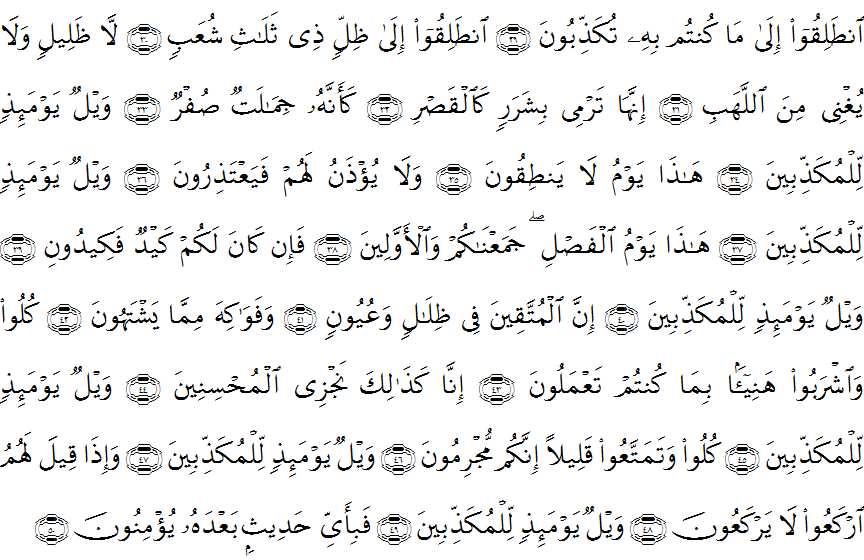 ٱنطَلِقُوٓا۟ إِلَىٰ مَا كُنتُم بِهِۦ تُكَذِّبُونَ ﴿٢٩﴾ ٱنطَلِقُوٓا۟ إِلَىٰ ظِلٍّ ذِى ثَلَـٰثِ شُعَبٍ ﴿٣٠﴾ لَّا ظَلِيلٍ وَلَا
يُغْنِى مِنَ ٱللَّهَبِ ﴿٣١﴾ إِنَّهَا تَرْمِى بِشَرَرٍ كَٱلْقَصْرِ ﴿٣٢﴾ كَأَنَّهُۥ جِمَـٰلَتٌ صُفْرٌ ﴿٣٣﴾ وَيْلٌ يَوْمَئِذٍ
لِّلْمُكَذِّبِينَ ﴿٣٤﴾ هَـٰذَا يَوْمُ لَا يَنطِقُونَ ﴿٣٥﴾ وَلَا يُؤْذَنُ لَهُمْ فَيَعْتَذِرُونَ ﴿٣٦﴾ وَيْلٌ يَوْمَئِذٍ
لِّلْمُكَذِّبِينَ ﴿٣٧﴾ هَـٰذَا يَوْمُ ٱلْفَصْلِ ۖ جَمَعْنَـٰكُمْ وَٱلْأَوَّلِينَ ﴿٣٨﴾ فَإِن كَانَ لَكُمْ كَيْدٌ فَكِيدُونِ ﴿٣٩﴾
وَيْلٌ يَوْمَئِذٍ لِّلْمُكَذِّبِينَ ﴿٤٠﴾ إِنَّ ٱلْمُتَّقِينَ فِى ظِلَـٰلٍ وَعُيُونٍ ﴿٤١﴾ وَفَوَٰكِهَ مِمَّا يَشْتَهُونَ ﴿٤٢﴾ كُلُوا۟
وَٱشْرَبُوا۟ هَنِيٓـًٔۢا بِمَا كُنتُمْ تَعْمَلُونَ ﴿٤٣﴾ إِنَّا كَذَٰلِكَ نَجْزِى ٱلْمُحْسِنِينَ ﴿٤٤﴾ وَيْلٌ يَوْمَئِذٍ
لِّلْمُكَذِّبِينَ ﴿٤٥﴾ كُلُوا۟ وَتَمَتَّعُوا۟ قَلِيلًا إِنَّكُم مُّجْرِمُونَ ﴿٤٦﴾ وَيْلٌ يَوْمَئِذٍ لِّلْمُكَذِّبِينَ ﴿٤٧﴾ وَإِذَا قِيلَ لَهُمُ
ٱرْكَعُوا۟ لَا يَرْكَعُونَ ﴿٤٨﴾ وَيْلٌ يَوْمَئِذٍ لِّلْمُكَذِّبِينَ ﴿٤٩﴾ فَبِأَىِّ حَدِيثٍۭ بَعْدَهُۥ يُؤْمِنُونَ ﴿٥٠﴾